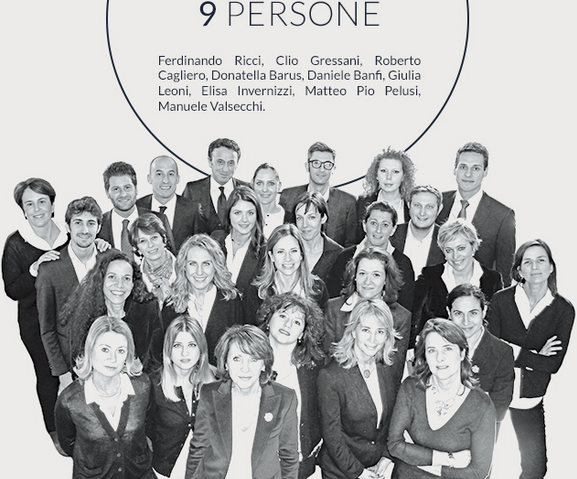 9 PERSONE
Ferdinando Ricci, Clio Gressani, Roberto
Cagliero, Donatella Barus, Daniele Banfi, Giulia
Leoni, Elisa Invernizzi, Matteo Pio Pelusi,
Manuele Valsecchi.